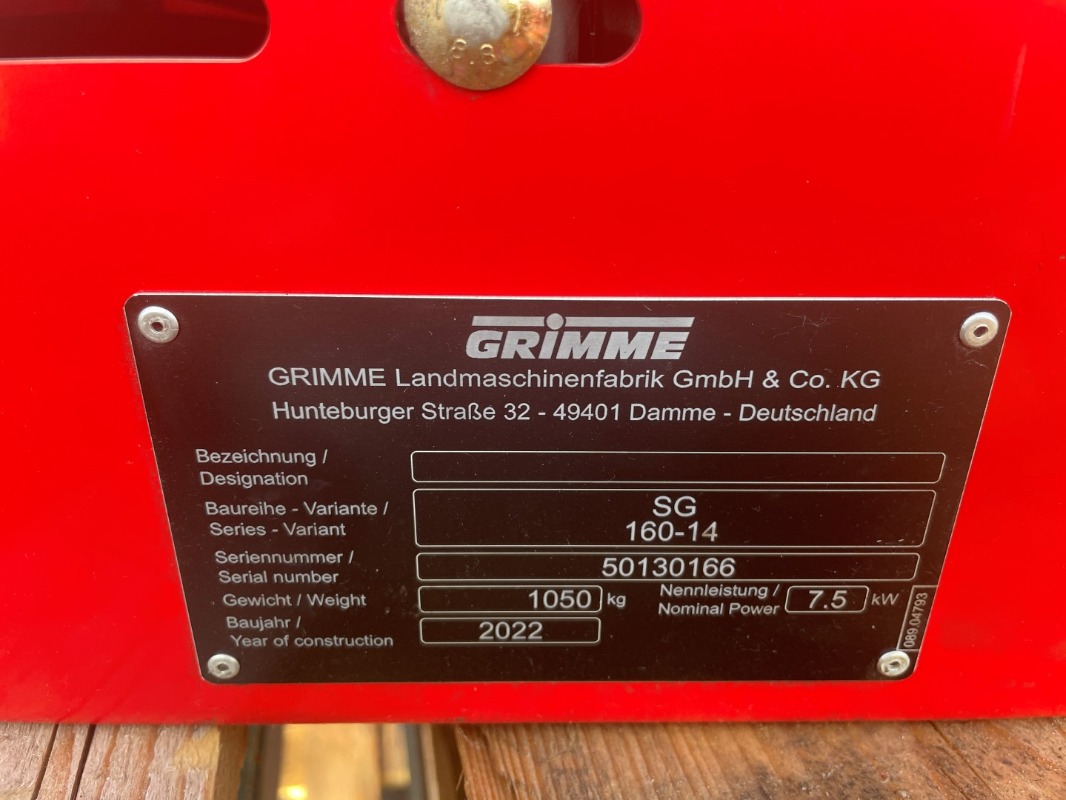 8.8
GRIMME
GRIMME Landmaschinenfabrik GmbH & Co. KG
Hunteburger Straße 32 - 49401 Damme - Deutschland
Bezeichnung /
Designation
Baureihe - Variante /
Series - Variant
SG
160-14
Seriennummer /
Serial number
50130166
Gewicht / Weight
1050 kg
Nennleistung /
Nominal Power
7.5 kW
Baujahr /
Year of construction
2022
089.04793